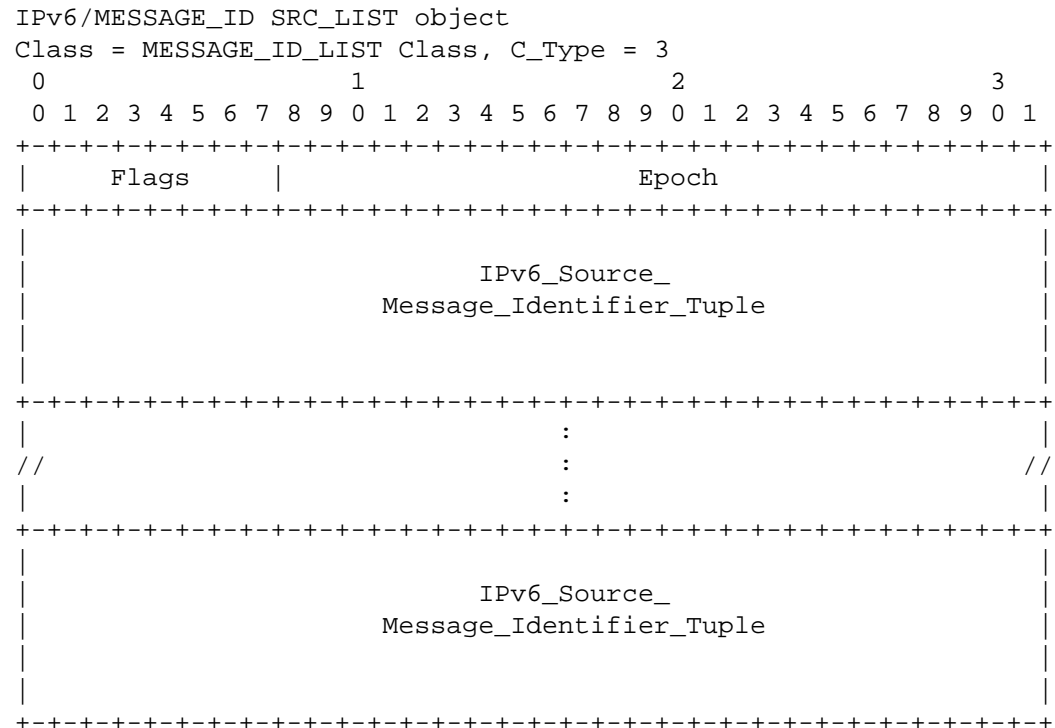 IPv6/MESSAGE_ID SRC_LIST object
Class = MESSAGE_ID_LIST Class, C_Type = 3
 0                   1                   2                   3
 0 1 2 3 4 5 6 7 8 9 0 1 2 3 4 5 6 7 8 9 0 1 2 3 4 5 6 7 8 9 0 1
+-+-+-+-+-+-+-+-+-+-+-+-+-+-+-+-+-+-+-+-+-+-+-+-+-+-+-+-+-+-+-+-+
|     Flags     |                      Epoch                    |
+-+-+-+-+-+-+-+-+-+-+-+-+-+-+-+-+-+-+-+-+-+-+-+-+-+-+-+-+-+-+-+-+
|                                                               |
|                            IPv6_Source_                       |
|                      Message_Identifier_Tuple                 |
|                                                               |
|                                                               |
+-+-+-+-+-+-+-+-+-+-+-+-+-+-+-+-+-+-+-+-+-+-+-+-+-+-+-+-+-+-+-+-+
|                                 :                             |
//                                :                            //
|                                 :                             |
+-+-+-+-+-+-+-+-+-+-+-+-+-+-+-+-+-+-+-+-+-+-+-+-+-+-+-+-+-+-+-+-+
|                                                               |
|                            IPv6_Source_                       |
|                      Message_Identifier_Tuple                 |
|                                                               |
|                                                               |
+-+-+-+-+-+-+-+-+-+-+-+-+-+-+-+-+-+-+-+-+-+-+-+-+-+-+-+-+-+-+-+-+